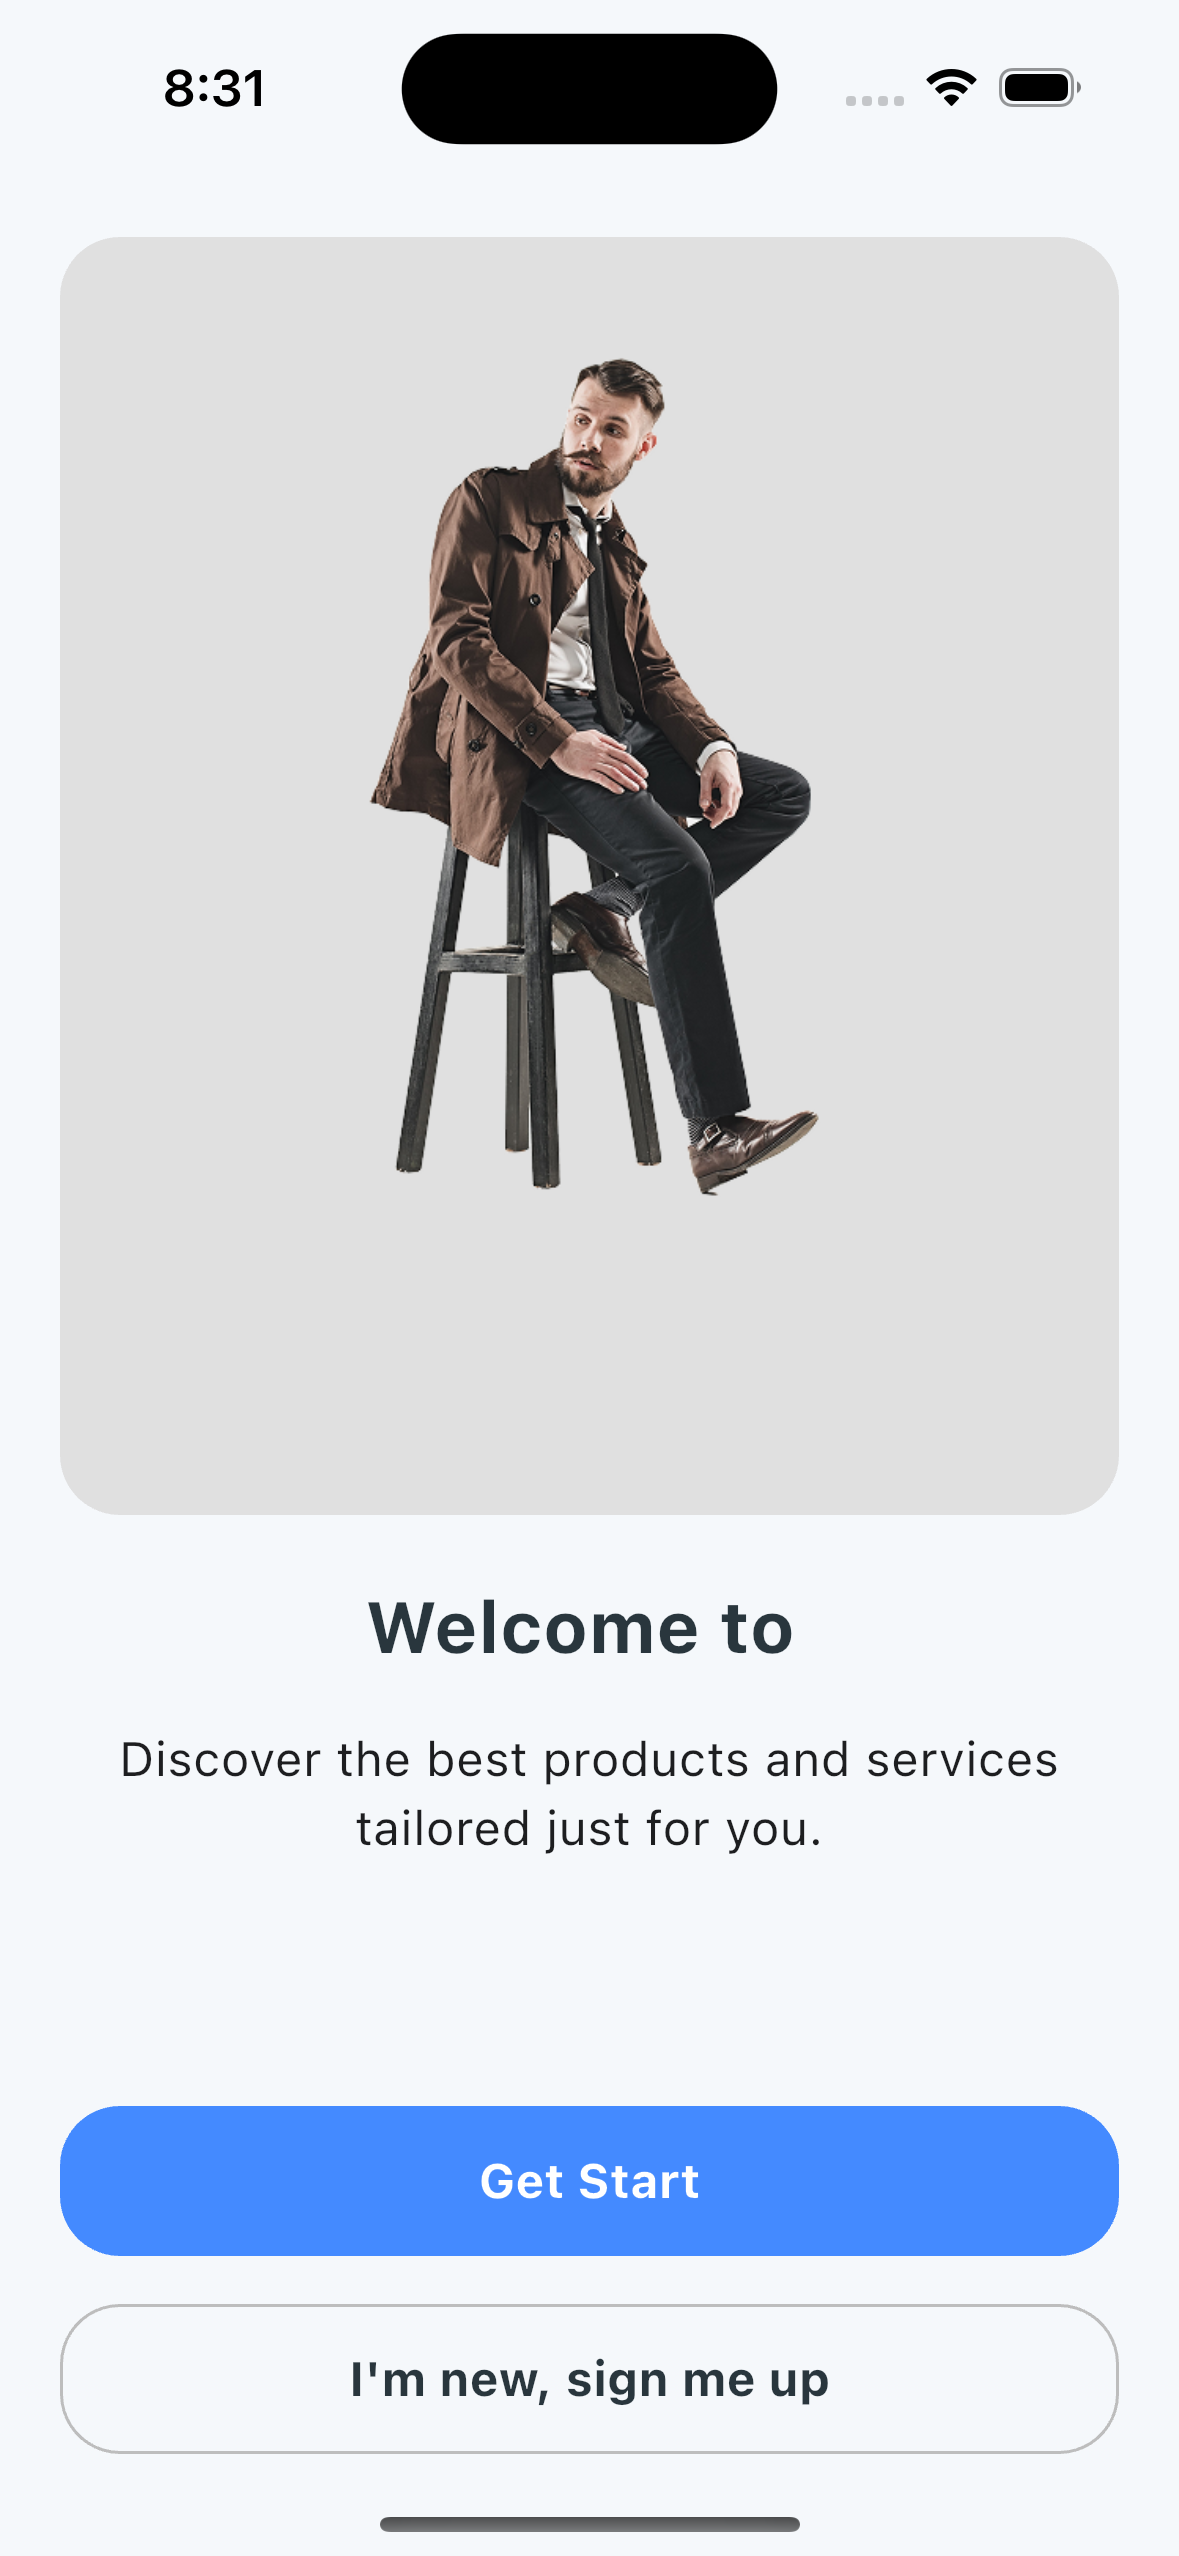 8:31
Welcome to
Discover the best products and services
tailored just for you.
Get Start
I'm new, sign me up